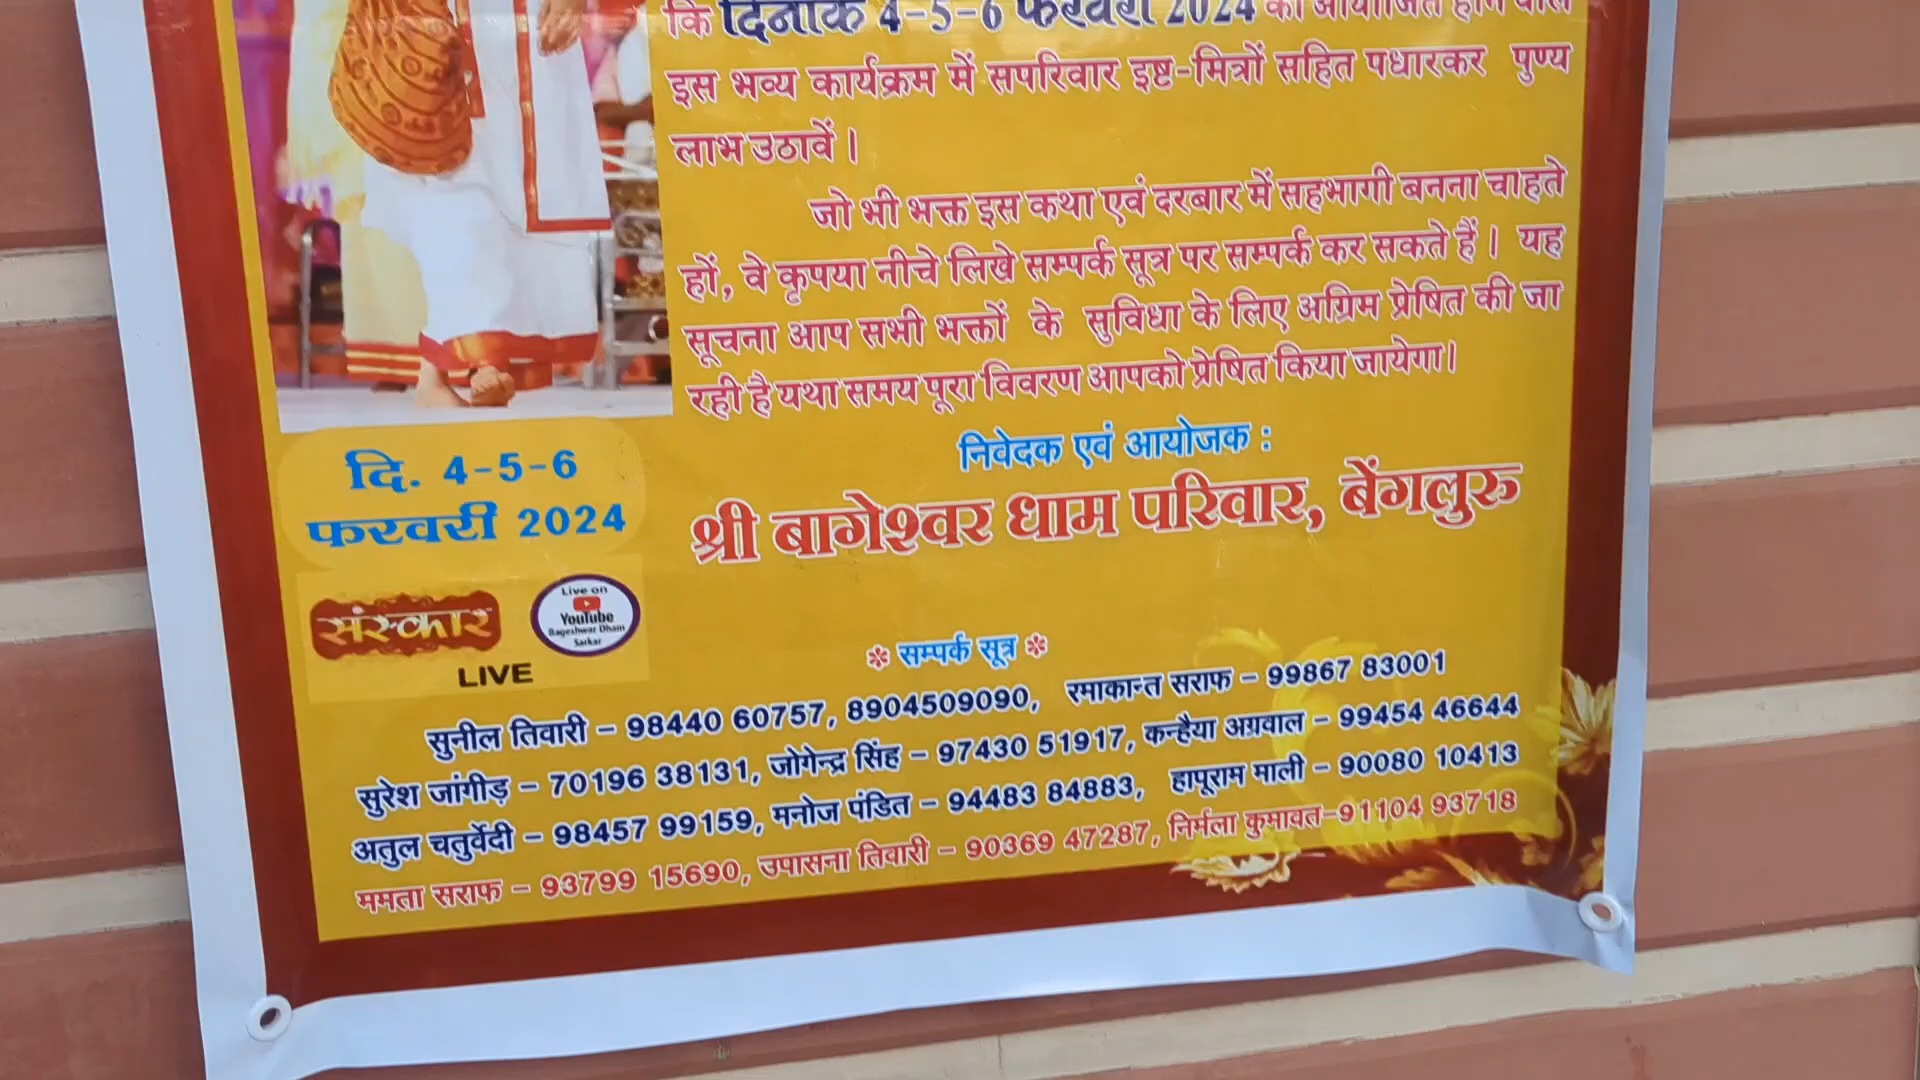 कि दिनांक 4-5-6 फरवरी 2024 को आयोजित होने वाले
इस भव्य कार्यक्रम में सपरिवार इष्ट-मित्रों सहित पधारकर पुण्य
लाभ उठावें ।
जो भी भक्त इस कथा एवं दरबार में सहभागी बनना चाहते
हों, वे कृपया नीचे लिखे सम्पर्क सूत्र पर सम्पर्क कर सकते हैं । यह
सूचना आप सभी भक्तों के सुविधा के लिए अग्रिम प्रेषित की जा
रही है यथा समय पूरा विवरण आपको प्रेषित किया जायेगा।
निवेदक एवं आयोजक :
श्री बागेश्वर धाम परिवार, बेंगलुरु
दि. 4-5-6
फरवरी 2024
संस्कार
LIVE
Live on
YouTube
Bageshwar Dham
Sarkar
❇ सम्पर्क सूत्र ❇
सुनील तिवारी – 98440 60757, 8904509090, रमाकान्त सराफ – 99867 83001
सुरेश जांगीड़ – 70196 38131, जोगेन्द्र सिंह – 97430 51917, कन्हैया अग्रवाल – 99454 46644
अतुल चतुर्वेदी – 98457 99159, मनोज पंडित – 94483 84883, हापूराम माली – 90080 10413
ममता सराफ – 93799 15690, उपासना तिवारी – 90369 47287, निर्मला कुमावत–91104 93718